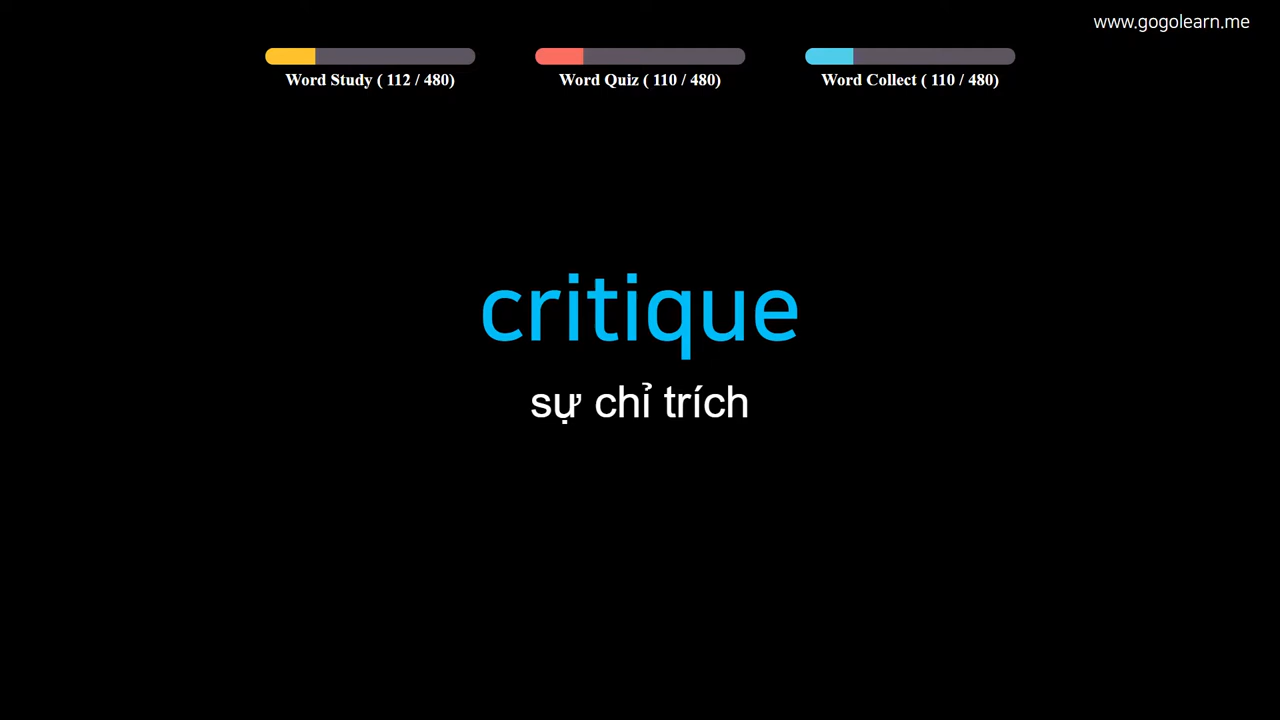 www.gogolearn.me
Word Study ( 112 / 480)
Word Quiz ( 110 / 480)
Word Collect ( 110 / 480)
critique
sự chỉ trích